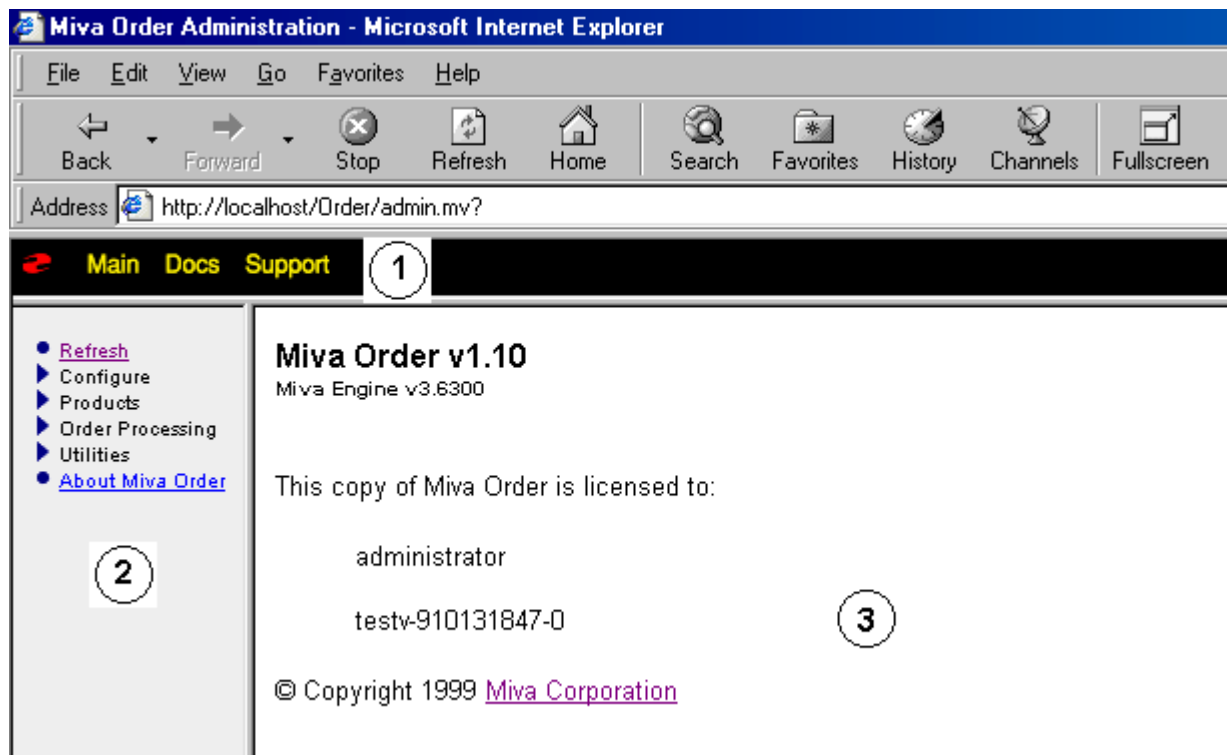 Miva Order Administration - Microsoft Internet Explorer
File Edit View Go Favorites Help
Back Forward Stop Refresh Home Search Favorites History Channels Fullscreen
Address http://localhost/Order/admin.mv?
Main Docs Support 1
Refresh
Configure
Products
Order Processing
Utilities
About Miva Order
2
Miva Order v1.10
Miva Engine v3.6300
This copy of Miva Order is licensed to:
administrator
testv-910131847-0
3
© Copyright 1999 Miva Corporation